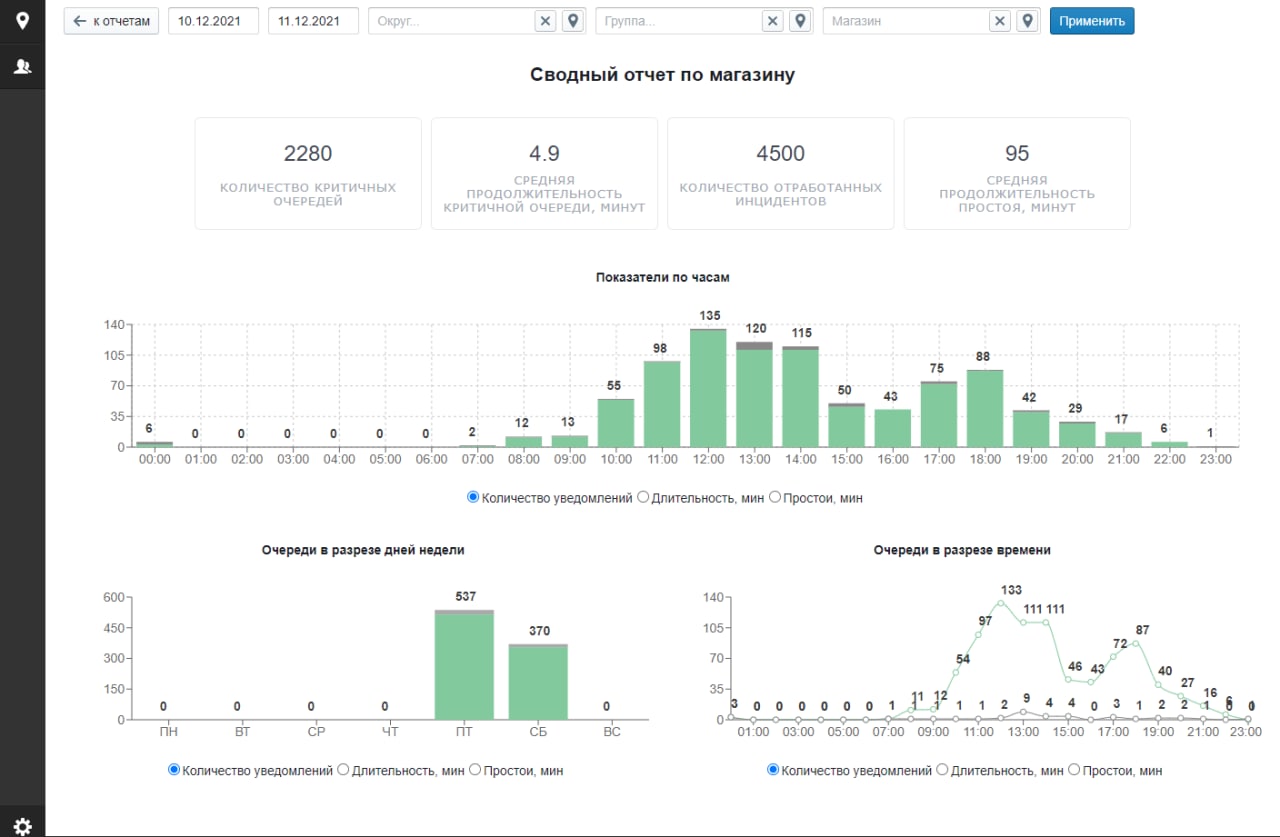 к отчетам 10.12.2021 11.12.2021 Округ... Группа... Магазин Применить
Сводный отчет по магазину
2280
КОЛИЧЕСТВО КРИТИЧНЫХ
ОЧЕРЕДЕЙ
4.9
СРЕДНЯЯ
ПРОДОЛЖИТЕЛЬНОСТЬ
КРИТИЧНОЙ ОЧЕРЕДИ, МИНУТ
4500
КОЛИЧЕСТВО ОТРАБОТАННЫХ
ИНЦИДЕНТОВ
95
СРЕДНЯЯ
ПРОДОЛЖИТЕЛЬНОСТЬ
ПРОСТОЯ, МИНУТ
Показатели по часам
140
105
70
35
0
6 0 0 0 0 0 0 2 12 13 55 98 135 120 115 50 43 75 88 42 29 17 6 1
00:00 01:00 02:00 03:00 04:00 05:00 06:00 07:00 08:00 09:00 10:00 11:00 12:00 13:00 14:00 15:00 16:00 17:00 18:00 19:00 20:00 21:00 22:00 23:00
Количество уведомлений Длительность, мин Простои, мин
Очереди в разрезе дней недели
600
450
300
150
0
0 0 0 0 537 370 0
ПН ВТ СР ЧТ ПТ СБ ВС
Количество уведомлений Длительность, мин Простои, мин
Очереди в разрезе времени
140
105
70
35
0
11 12 54 97 133 111 111 46 43 72 87 40 27 16 6
3 0 0 0 0 0 0 1 1 1 1 1 2 9 4 4 0 3 1 2 2 1 0
01:00 03:00 05:00 07:00 09:00 11:00 13:00 15:00 17:00 19:00 21:00 23:00
Количество уведомлений Длительность, мин Простои, мин